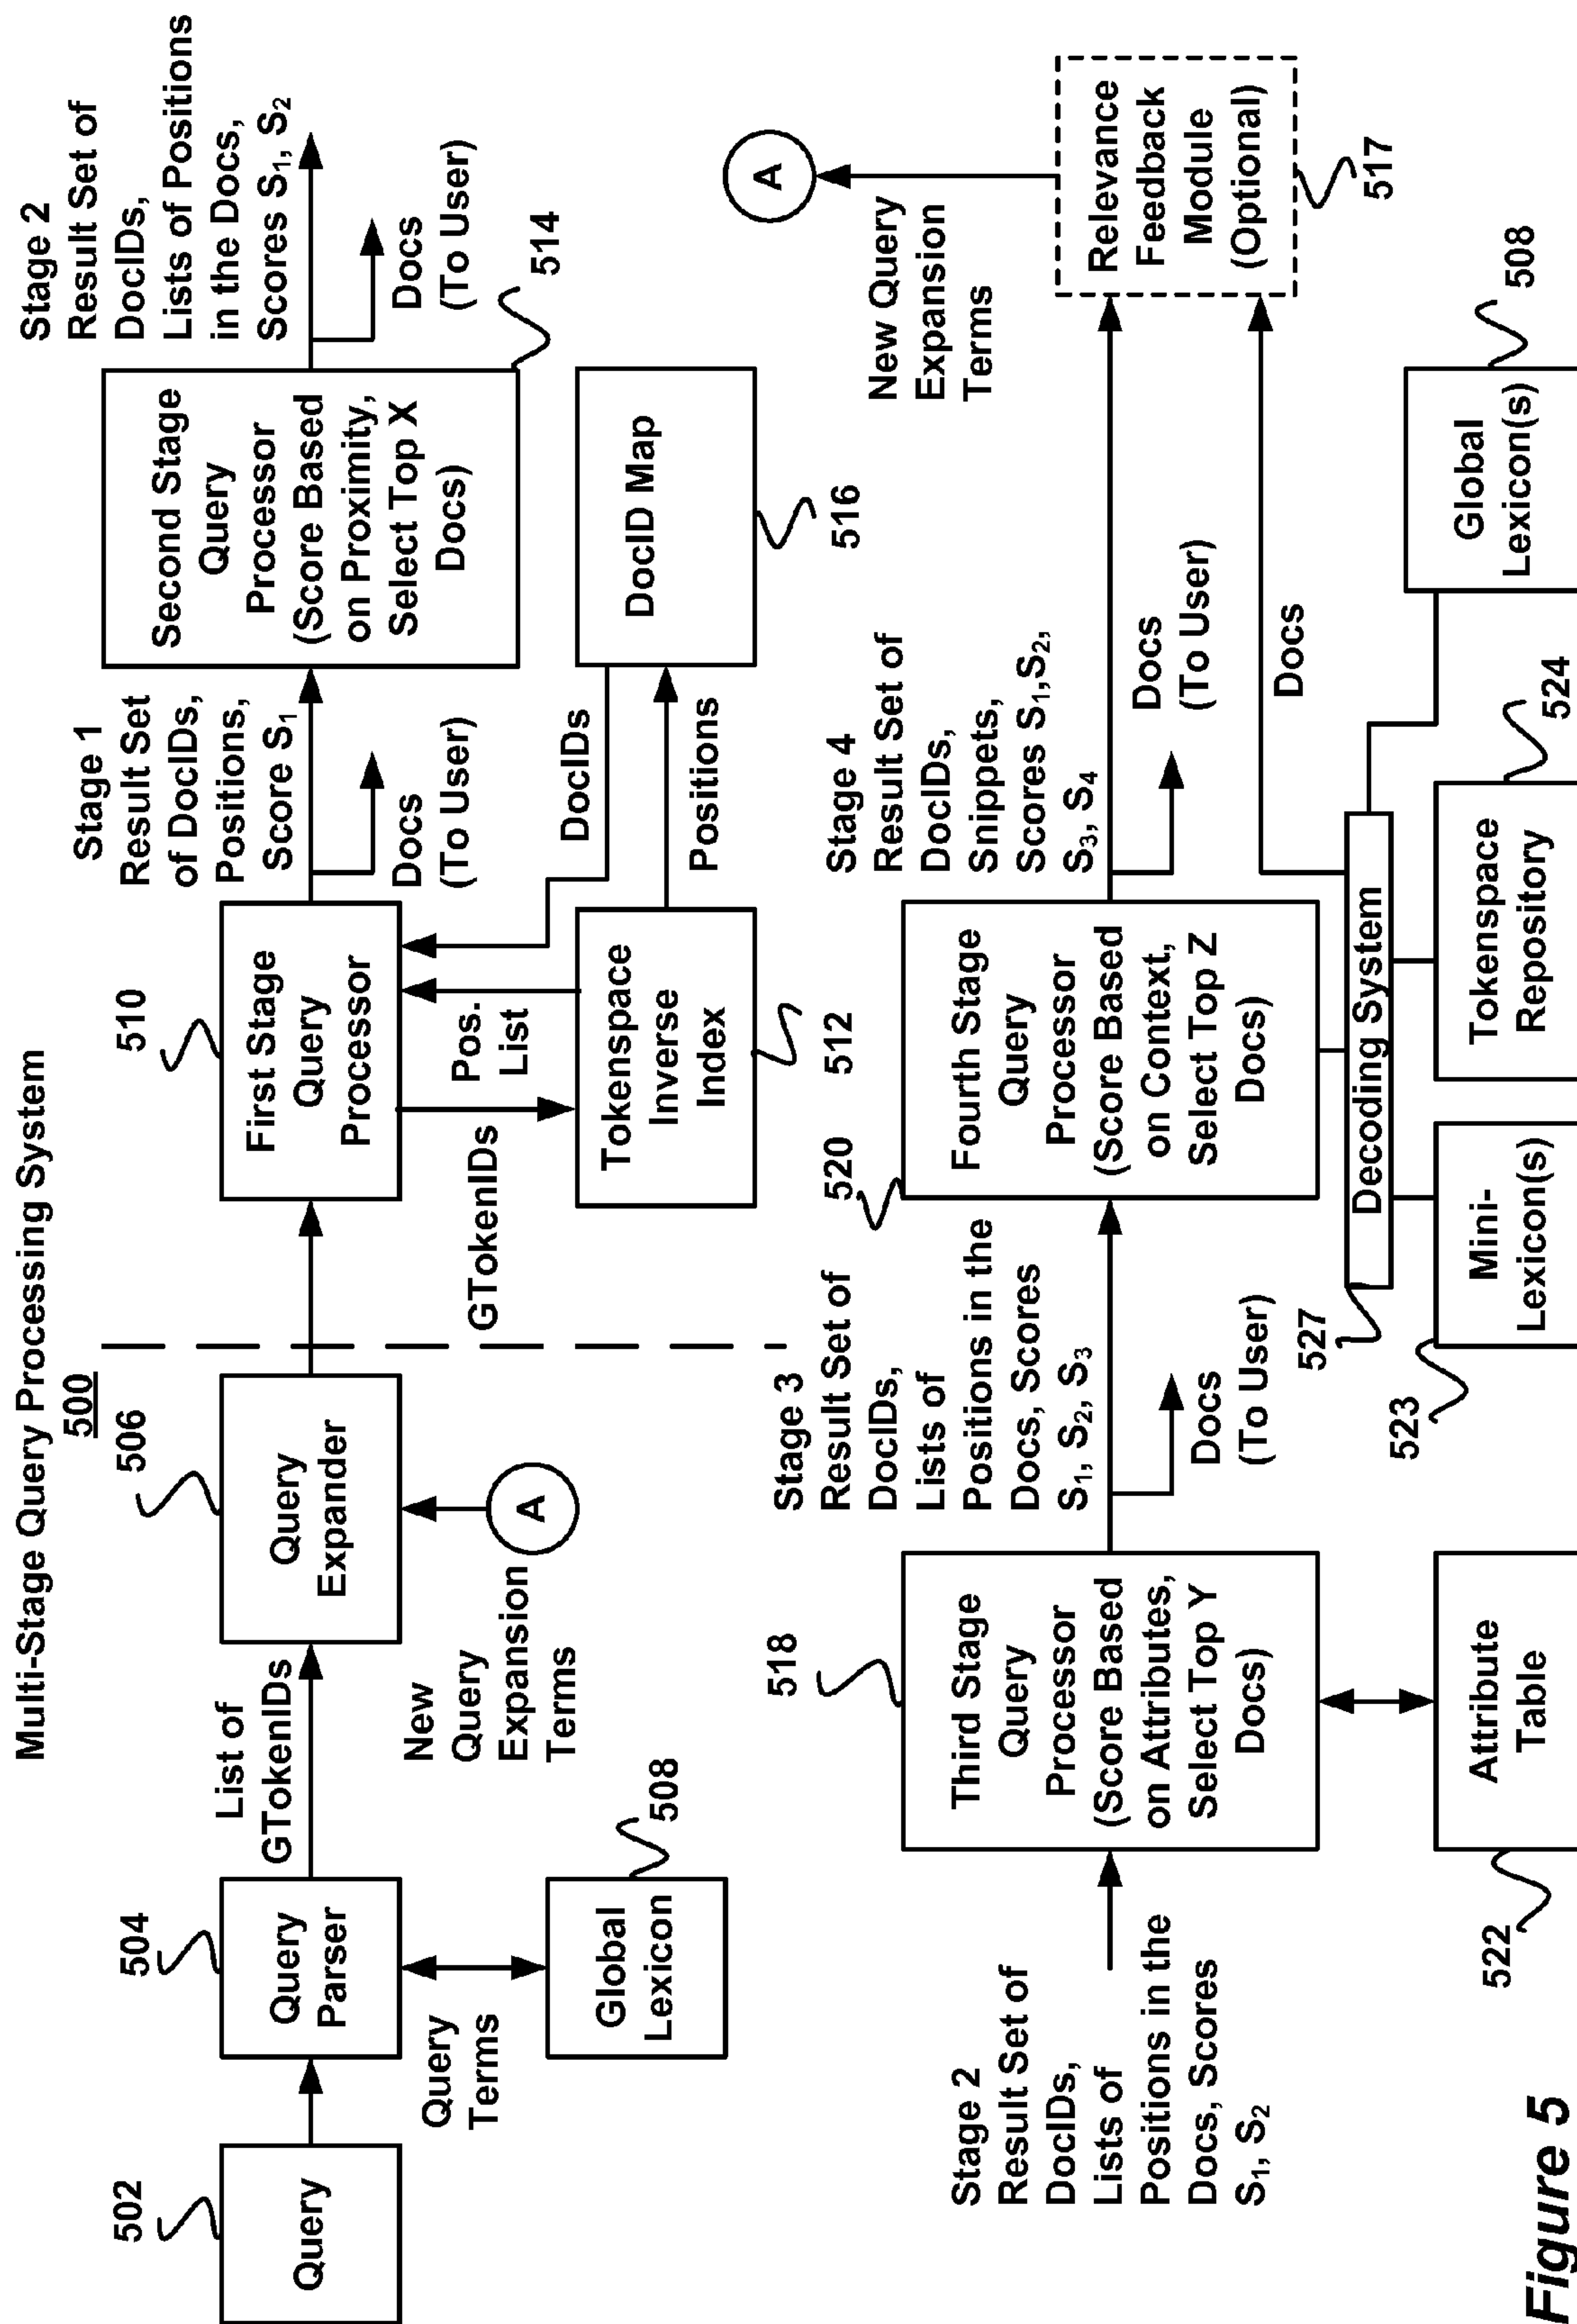 Multi-Stage Query Processing System
500
502
Query
504
Query
Parser
Query
Terms
508
Global
Lexicon
List of
GTokenIDs
506
Query
Expander
A
New
Query
Expansion
Terms
510
First Stage
Query
Processor
GTokenIDs
Pos.
List
Tokenspace
Inverse
Index
512
Stage 1
Result Set
of DocIDs,
Positions,
Score S₁
Docs
(To User)
DocIDs
Positions
Second Stage
Query
Processor
(Score Based
on Proximity,
Select Top X
Docs)
514
DocID Map
516
Stage 2
Result Set of
DocIDs,
Lists of Positions
in the Docs,
Scores S₁, S₂
Docs
(To User)
Stage 2
Result Set of
DocIDs,
Lists of
Positions in the
Docs, Scores
S₁, S₂
518
Third Stage
Query
Processor
(Score Based
on Attributes,
Select Top Y
Docs)
Attribute
Table
522
Stage 3
Result Set of
DocIDs,
Lists of
Positions in the
Docs, Scores
S₁, S₂, S₃
Docs
(To User)
520
Fourth Stage
Query
Processor
(Score Based
on Context,
Select Top Z
Docs)
527
Decoding System
523
Mini-
Lexicon(s)
Tokenspace
Repository
524
Global
Lexicon(s)
508
Stage 4
Result Set of
DocIDs,
Snippets,
Scores S₁,S₂,
S₃, S₄
Docs
(To User)
Docs
New Query
Expansion
Terms
A
Relevance
Feedback
Module
(Optional)
517
Figure 5